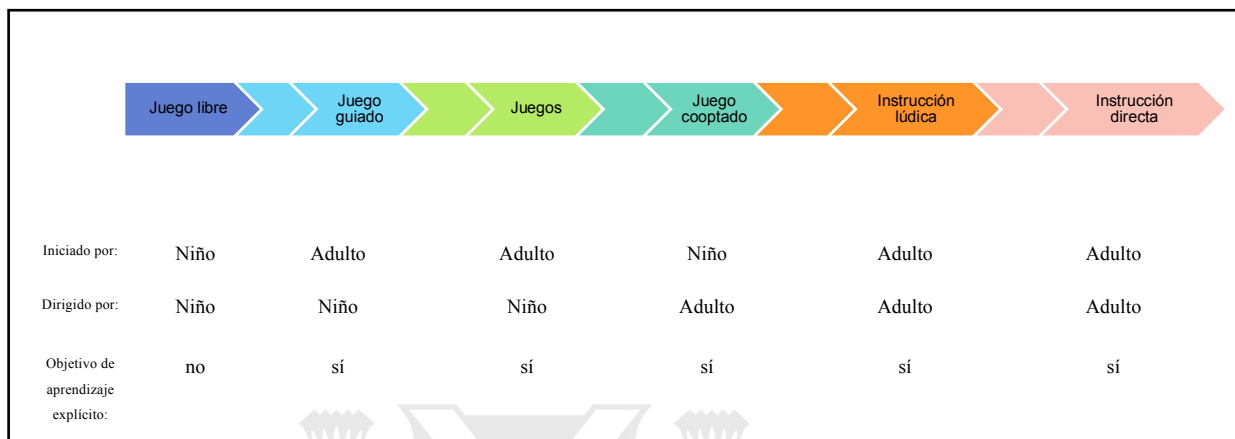 Juego libre
Juego
guiado
Juegos
Juego
cooptado
Instrucción
lúdica
Instrucción
directa
Iniciado por: Niño Adulto Adulto Niño Adulto Adulto
Dirigido por: Niño Niño Niño Adulto Adulto Adulto
Objetivo de no sí sí sí sí sí
aprendizaje
explícito: